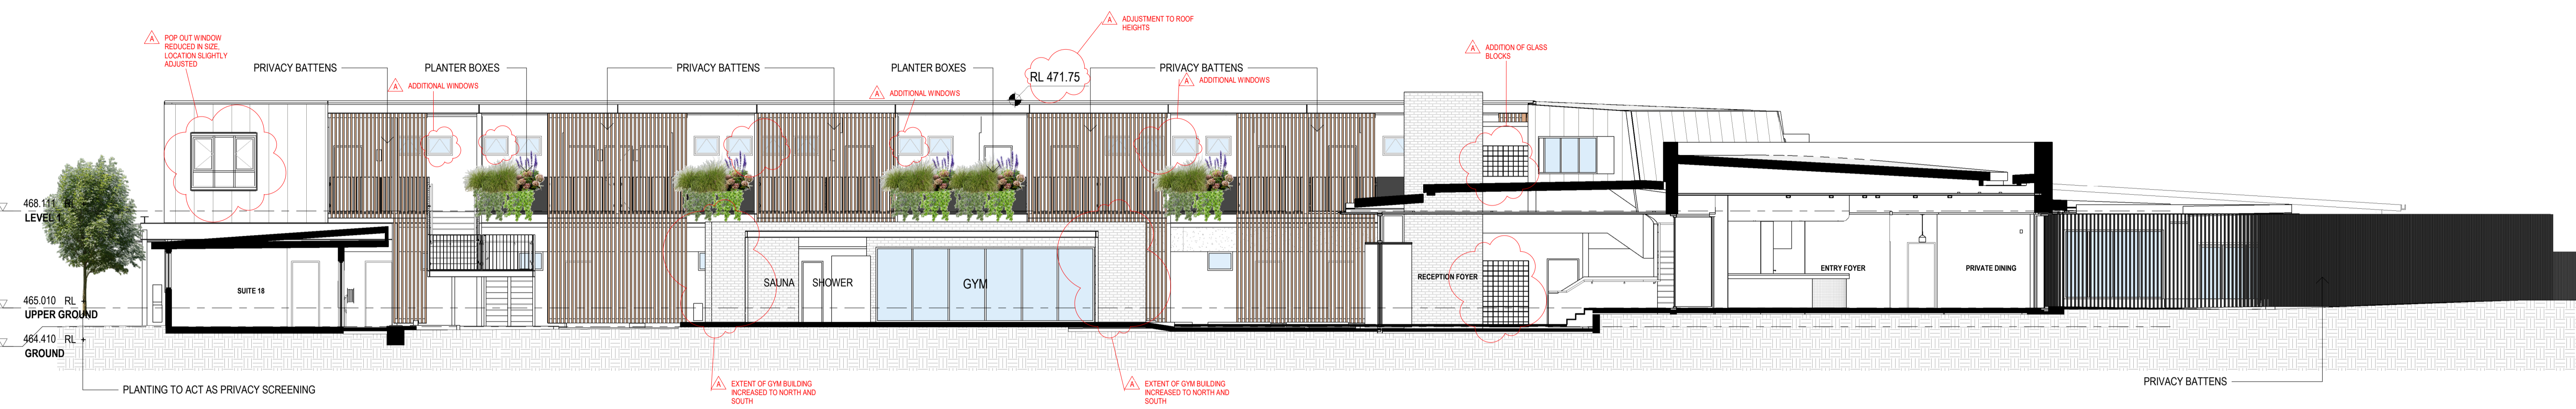 A ADJUSTMENT TO ROOF
HEIGHTS
A POP OUT WINDOW
REDUCED IN SIZE,
LOCATION SLIGHTLY
ADJUSTED
A ADDITION OF GLASS
BLOCKS
PRIVACY BATTENS
PLANTER BOXES
PRIVACY BATTENS
PLANTER BOXES
RL 471.75
PRIVACY BATTENS
A ADDITIONAL WINDOWS
A ADDITIONAL WINDOWS
A ADDITIONAL WINDOWS
468.111 RL
LEVEL 1
SUITE 18
SAUNA
SHOWER
GYM
RECEPTION FOYER
ENTRY FOYER
PRIVATE DINING
465.010 RL
UPPER GROUND
464.410 RL
GROUND
PLANTING TO ACT AS PRIVACY SCREENING
A EXTENT OF GYM BUILDING
INCREASED TO NORTH AND
SOUTH
A EXTENT OF GYM BUILDING
INCREASED TO NORTH AND
SOUTH
PRIVACY BATTENS